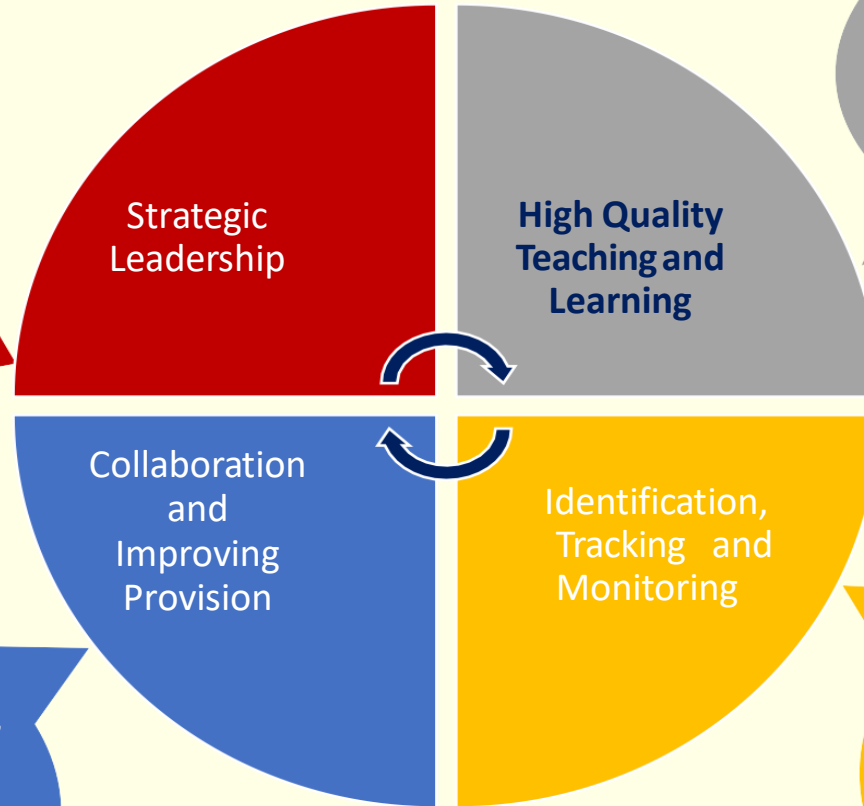 Strategic
Leadership
High Quality
Teaching and
Learning
Collaboration
and
Improving
Provision
Identification,
Tracking and
Monitoring